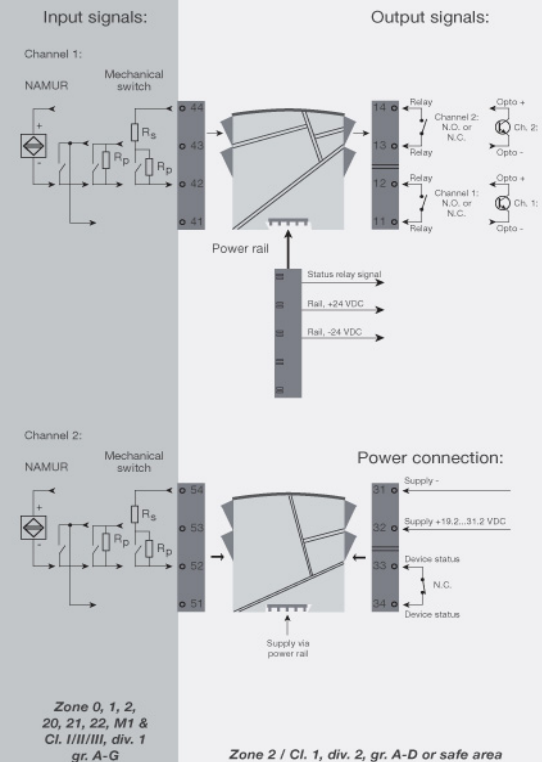 Input signals:
Output signals:
Channel 1:
NAMUR
Mechanical
switch
+
-
Rp
Rs
Rp
44
43
42
41
14
13
12
11
Relay
Channel 2:
N.O. or
N.C.
Relay
Opto +
Ch. 2:
Opto -
Relay
Channel 1:
N.O. or
N.C.
Relay
Opto +
Ch. 1:
Opto -
Power rail
Status relay signal
Rail, +24 VDC
Rail, -24 VDC
Channel 2:
NAMUR
Mechanical
switch
+
-
Rp
Rs
Rp
54
53
52
51
Power connection:
31
Supply -
32
Supply +19.2...31.2 VDC
33
Device status
N.C.
34
Device status
Supply via
power rail
Zone 0, 1, 2,
20, 21, 22, M1 &
Cl. I/II/III, div. 1
gr. A-G
Zone 2 / Cl. 1, div. 2, gr. A-D or safe area